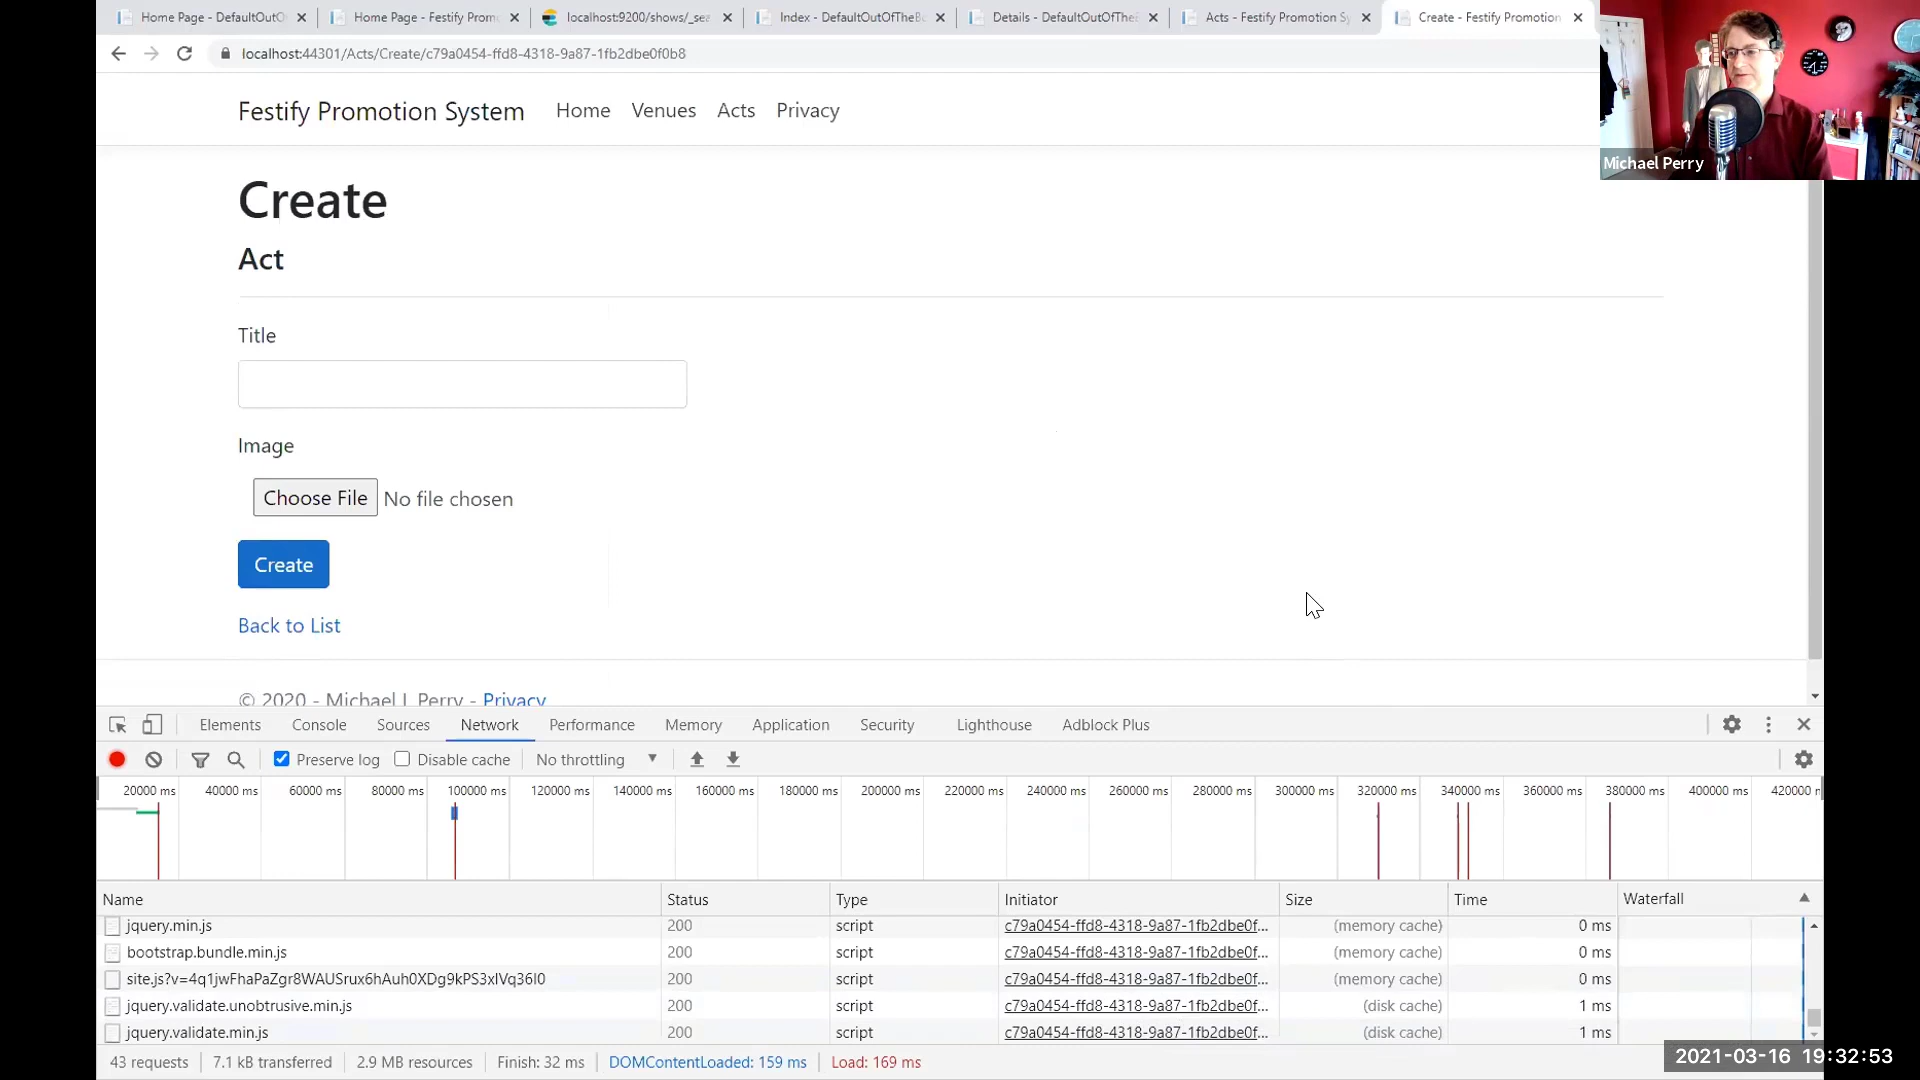 Home Page - DefaultOutO
Home Page - Festify Prom
localhost:9200/shows/_sea
Index - DefaultOutOfTheBo
Details - DefaultOutOfTheB
Acts - Festify Promotion Sy
Create - Festify Promotion
localhost:44301/Acts/Create/c79a0454-ffd8-4318-9a87-1fb2dbe0f0b8
Michael Perry
Festify Promotion System
Home
Venues
Acts
Privacy
Create
Act
Title
Image
Choose File No file chosen
Create
Back to List
© 2020 - Michael L Perry - Privacy
Elements
Console
Sources
Network
Performance
Memory
Application
Security
Lighthouse
Adblock Plus
Preserve log
Disable cache
No throttling
20000 ms
40000 ms
60000 ms
80000 ms
100000 ms
120000 ms
140000 ms
160000 ms
180000 ms
200000 ms
220000 ms
240000 ms
260000 ms
280000 ms
300000 ms
320000 ms
340000 ms
360000 ms
380000 ms
400000 ms
420000 m
Name Status Type Initiator Size Time Waterfall
jquery.min.js 200 script c79a0454-ffd8-4318-9a87-1fb2dbe0f... (memory cache) 0 ms
bootstrap.bundle.min.js 200 script c79a0454-ffd8-4318-9a87-1fb2dbe0f... (memory cache) 0 ms
site.js?v=4q1jwFhaPaZgr8WAUSrux6hAuh0XDg9kPS3xIVq36I0 200 script c79a0454-ffd8-4318-9a87-1fb2dbe0f... (memory cache) 0 ms
jquery.validate.unobtrusive.min.js 200 script c79a0454-ffd8-4318-9a87-1fb2dbe0f... (disk cache) 1 ms
jquery.validate.min.js 200 script c79a0454-ffd8-4318-9a87-1fb2dbe0f... (disk cache) 1 ms
43 requests
7.1 kB transferred
2.9 MB resources
Finish: 32 ms
DOMContentLoaded: 159 ms
Load: 169 ms
2021-03-16 19:32:53